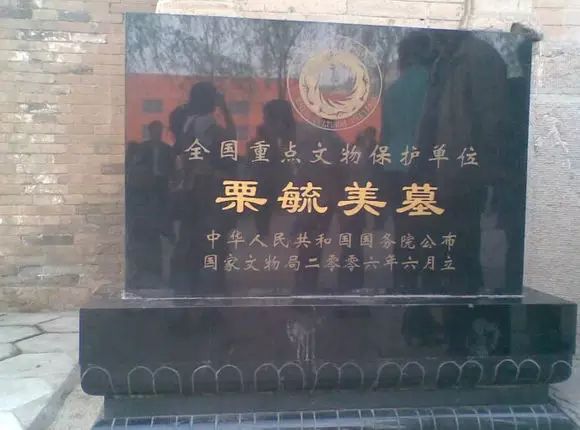 全国重点文物保护单位
栗毓美墓
中华人民共和国国务院公布
国家文物局二零零六年六月立